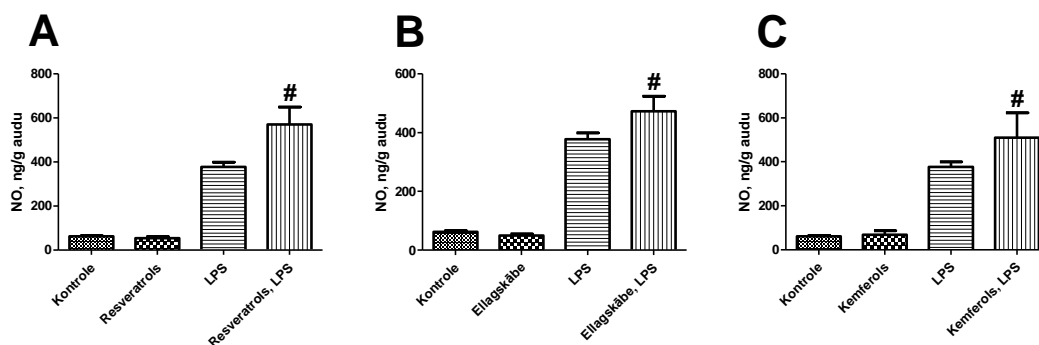 A
NO, ng/g audu
800
600
400
200
0
#
Kontrole
Resveratrols
LPS
Resveratrols, LPS
B
NO, ng/g audu
600
400
200
0
#
Kontrole
Ellagskābe
LPS
Ellagskābe, LPS
C
NO, ng/g audu
800
600
400
200
0
#
Kontrole
Kemferols
LPS
Kemferols, LPS